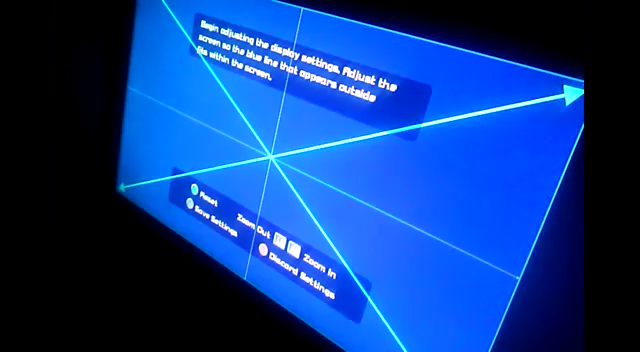 Begin adjusting the display settings. Adjust the
screen so the blue line that appears outside
fits within the screen.
Reset
Zoom Out Zoom In
Save Settings
Discard Settings